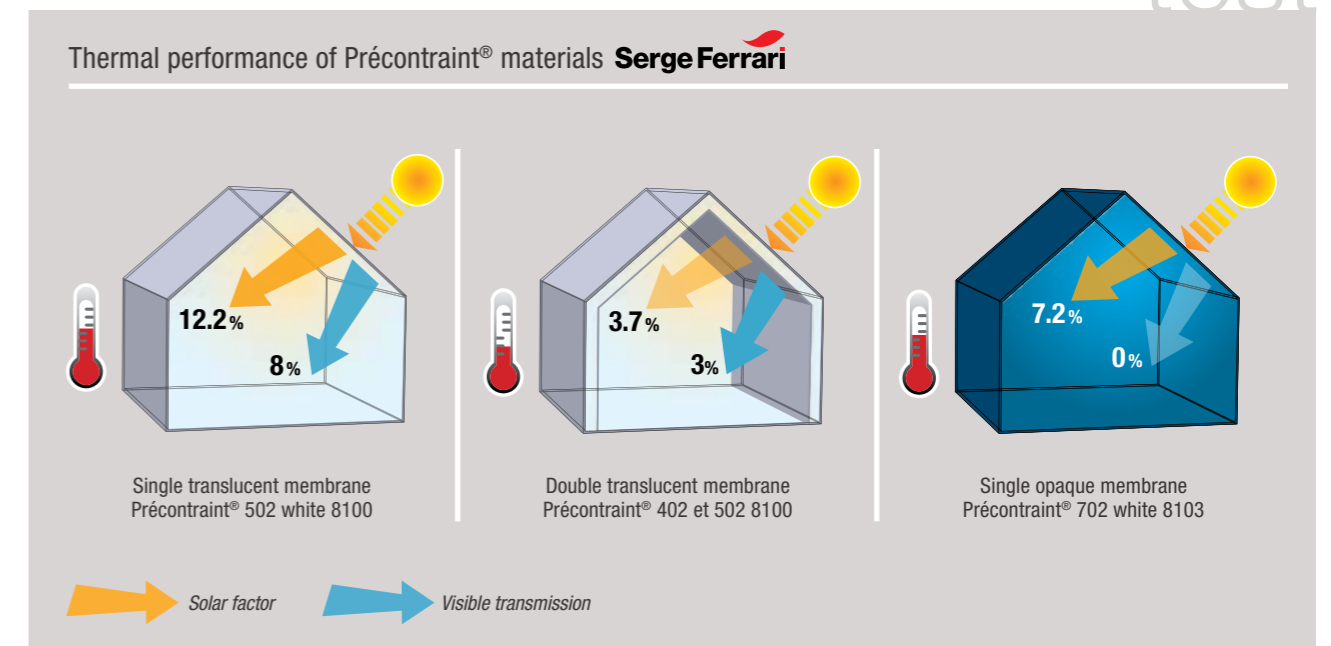 Thermal performance of Précontraint® materials Serge Ferrari
12.2%
8%
3.7%
3%
7.2%
0%
Single translucent membrane
Précontraint® 502 white 8100
Double translucent membrane
Précontraint® 402 et 502 8100
Single opaque membrane
Précontraint® 702 white 8103
Solar factor
Visible transmission